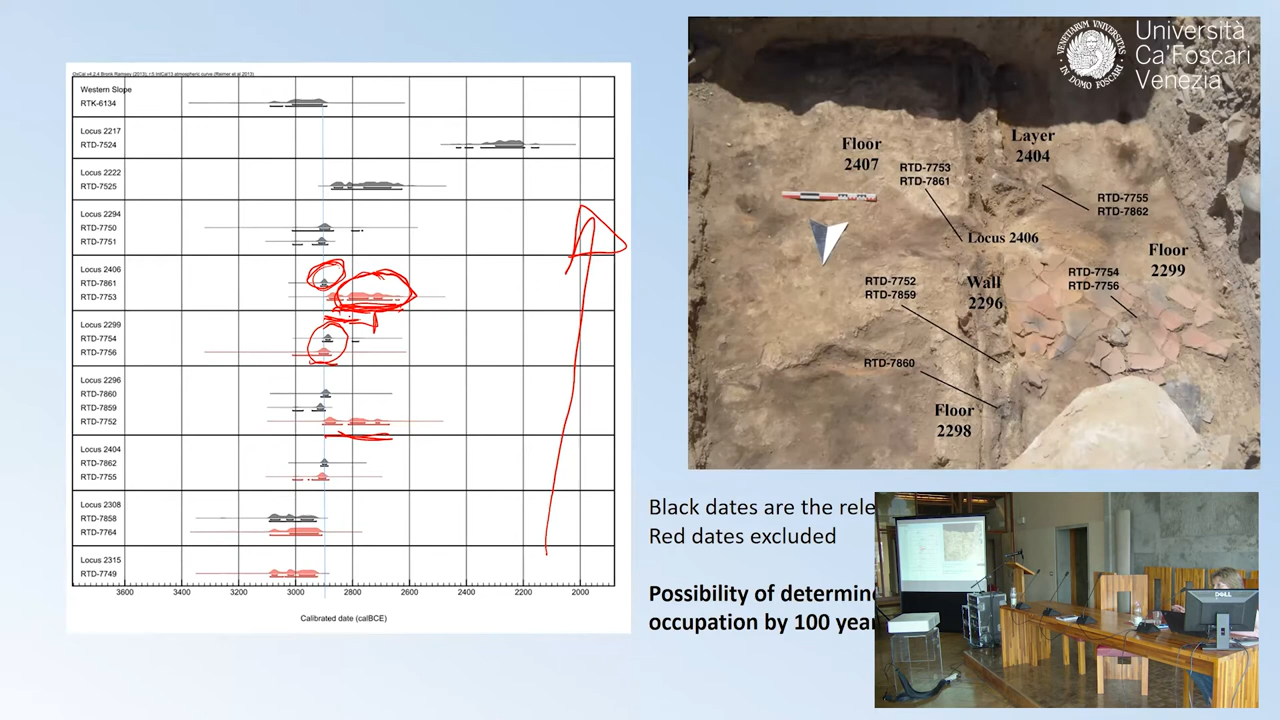 OxCal v4.2.4 Bronk Ramsey (2013); r:5 IntCal13 atmospheric curve (Reimer et al 2013)
Western Slope
RTK-6134
Locus 2217
RTD-7524
Locus 2222
RTD-7525
Locus 2294
RTD-7750
RTD-7751
Locus 2406
RTD-7861
RTD-7753
Locus 2299
RTD-7754
RTD-7756
Locus 2296
RTD-7860
RTD-7859
RTD-7752
Locus 2404
RTD-7862
RTD-7755
Locus 2308
RTD-7858
RTD-7764
Locus 2315
RTD-7749
3600 3400 3200 3000 2800 2600 2400 2200 2000
Calibrated date (calBCE)
Università
Ca'Foscari
Venezia
Floor
2407
RTD-7753
RTD-7861
Layer
2404
RTD-7755
RTD-7862
Locus 2406
Floor
2299
RTD-7752
RTD-7859
Wall
2296
RTD-7754
RTD-7756
RTD-7860
Floor
2298
Black dates are the rele
Red dates excluded
Possibility of determine
occupation by 100 year
DELL